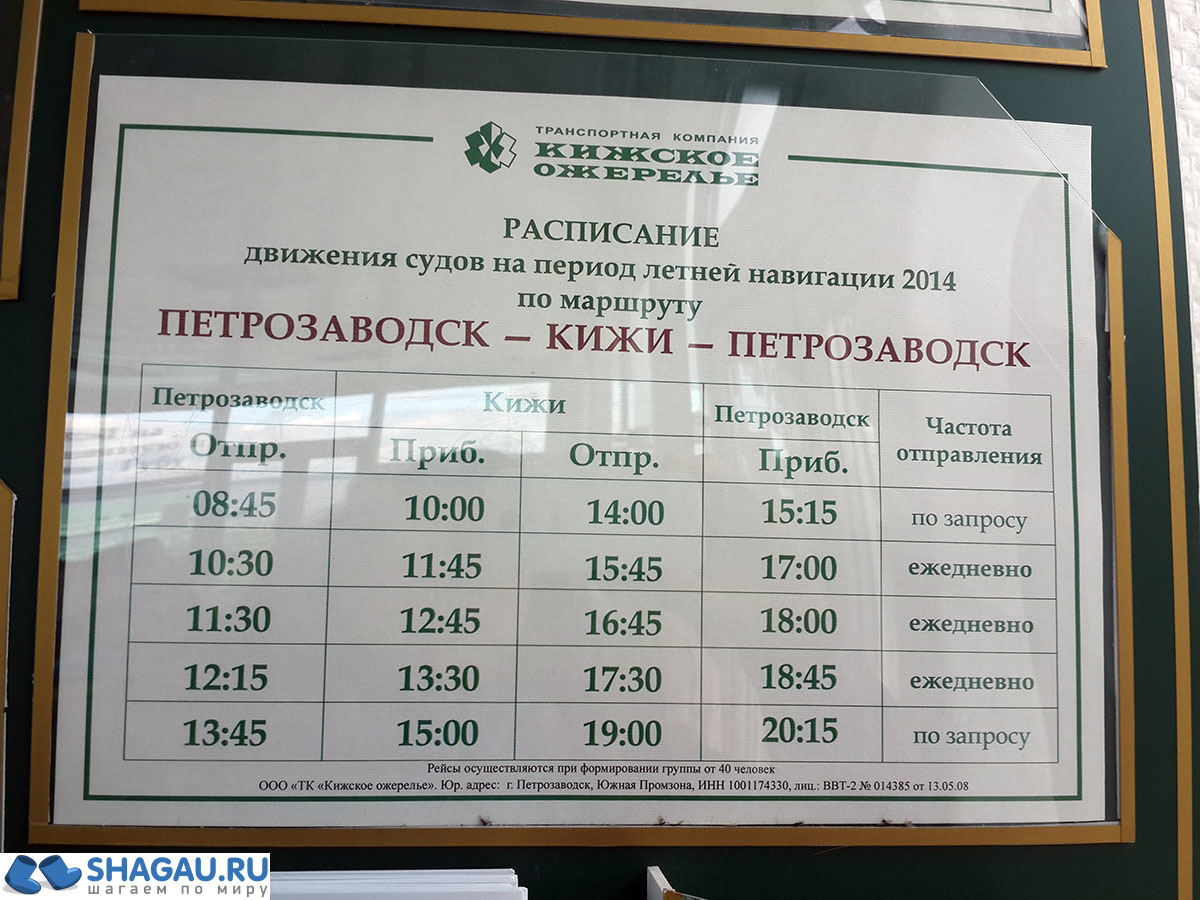 ТРАНСПОРТНАЯ КОМПАНИЯ
КИЖСКОЕ
ОЖЕРЕЛЬЕ
РАСПИСАНИЕ
движения судов на период летней навигации 2014
по маршруту
ПЕТРОЗАВОДСК – КИЖИ – ПЕТРОЗАВОДСК
Петрозаводск Кижи Петрозаводск Частота отправления
Отпр. Приб. Отпр. Приб.
08:45 10:00 14:00 15:15 по запросу
10:30 11:45 15:45 17:00 ежедневно
11:30 12:45 16:45 18:00 ежедневно
12:15 13:30 17:30 18:45 ежедневно
13:45 15:00 19:00 20:15 по запросу
Рейсы осуществляются при формировании группы от 40 человек
ООО «ТК «Кижское ожерелье». Юр. адрес: г. Петрозаводск, Южная Промзона, ИНН 1001174330, лиц.: ВВТ-2 № 014385 от 13.05.08
SHAGAU.RU
шагаем по миру